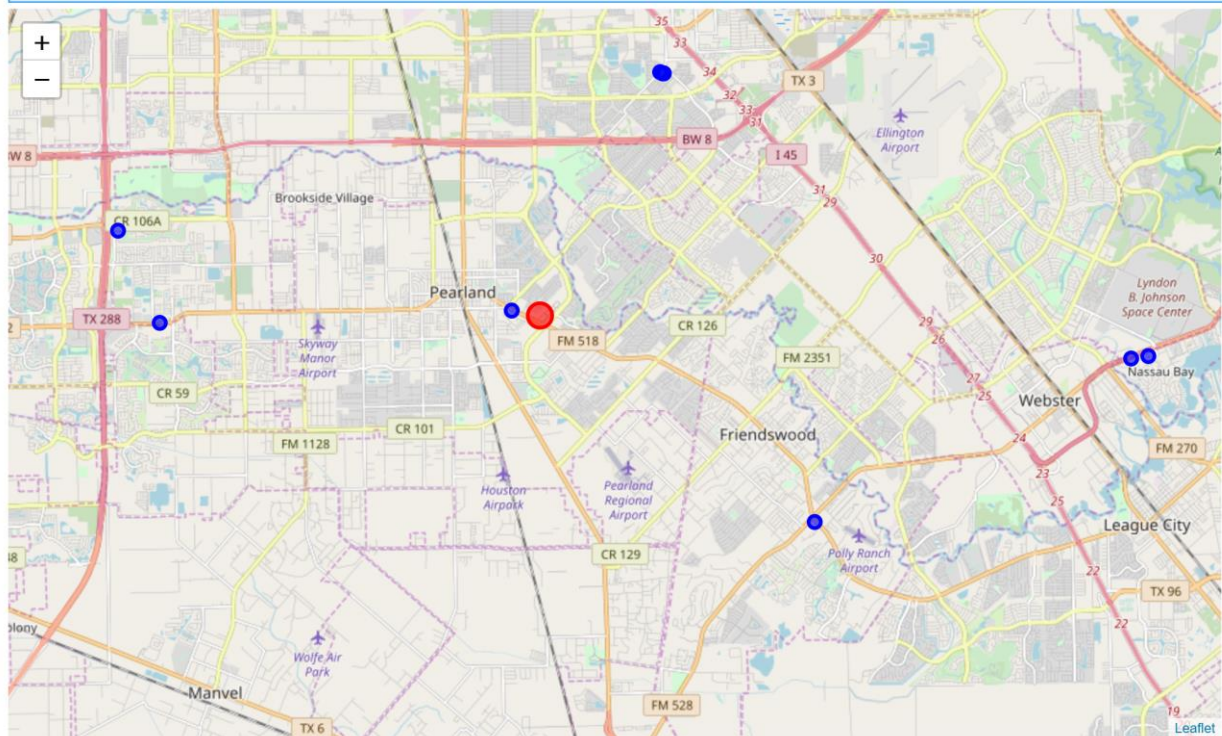 +
−
35
33
34
32
33
31
TX 3
Ellington
Airport
BW 8
BW 8
I 45
31
29
Brookside Village
CR 106A
30
Lyndon
B. Johnson
Space Center
Pearland
TX 288
2
Skyway
Manor
Airport
FM 518
CR 126
29
26
FM 2351
27
25
Nassau Bay
CR 59
Webster
CR 101
FM 1128
Friendswood
24
FM 270
23
Houston
Airpark
Pearland
Regional
Airport
25
League City
CR 129
Polly Ranch
Airport
48
22
TX 96
22
olony
Wolfe Air
Park
Manvel
FM 528
19
TX 6
Leaflet